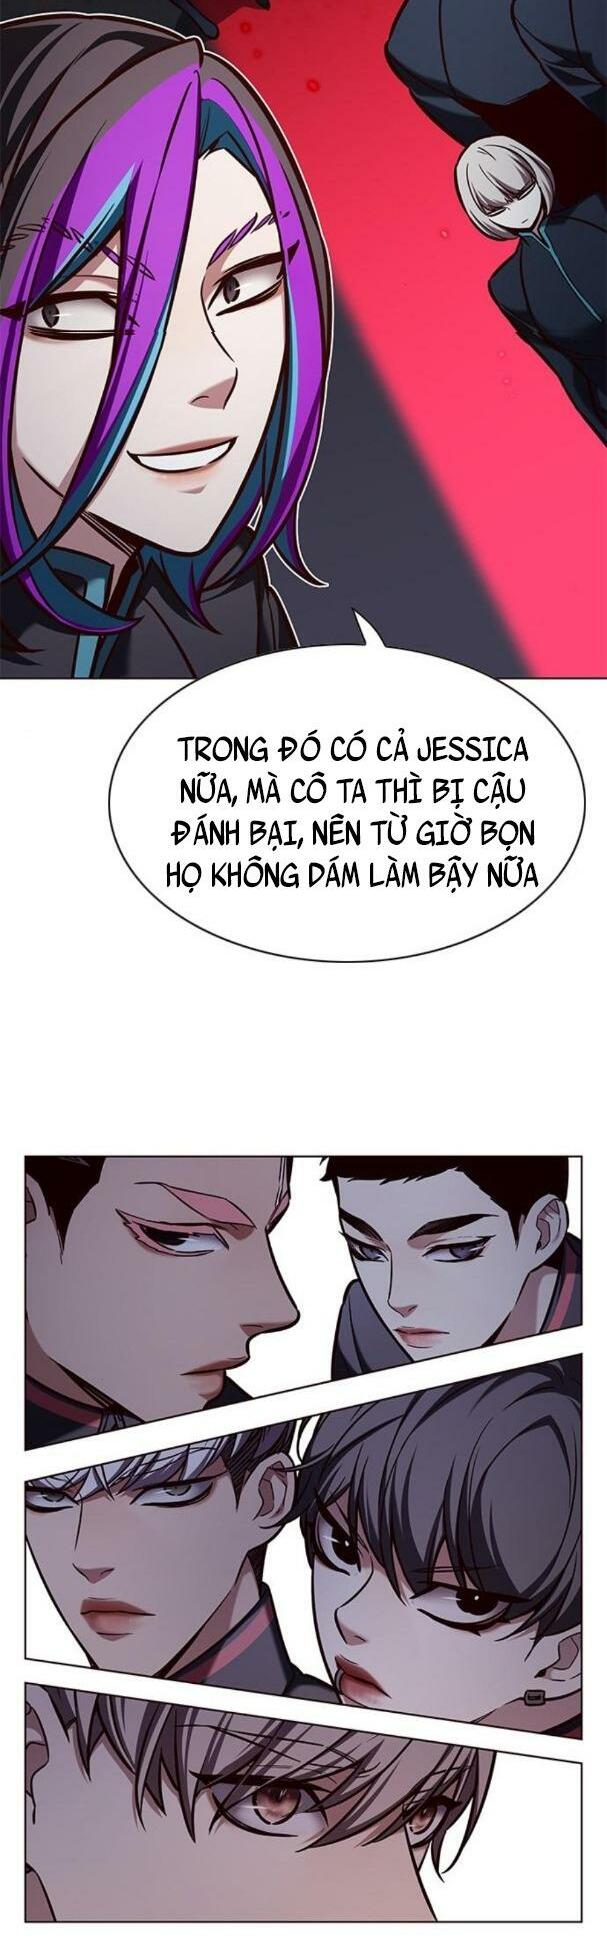 TRONG ĐÓ CÓ CẢ JESSICA
NỮA, MÀ CÔ TA THÌ BỊ CẬU
ĐÁNH BẠI, NÊN TỪ GIỜ BỌN
HỌ KHÔNG DÁM LÀM BẬY NỮA